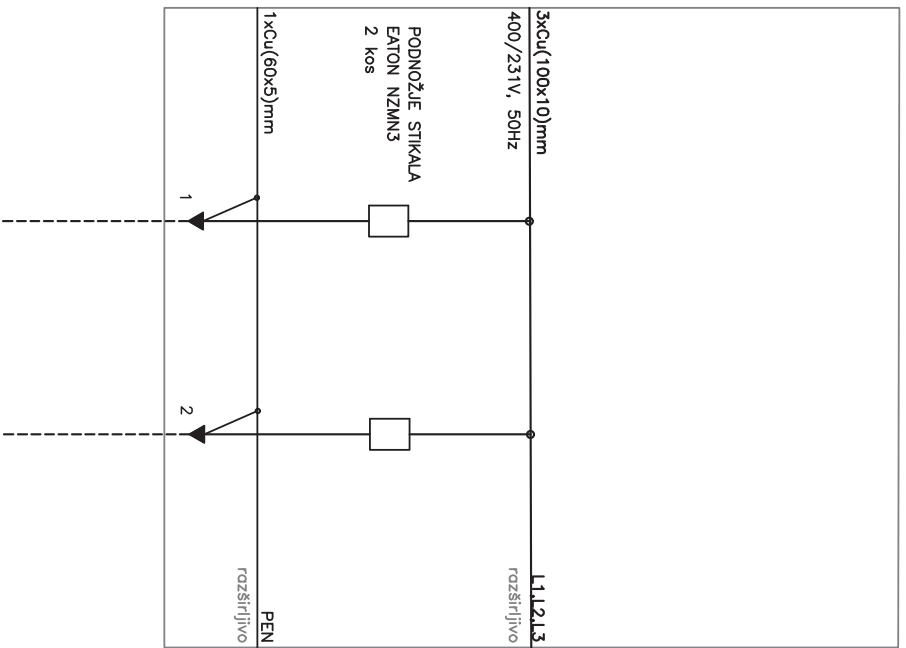 3xCu(100x10)mm
L1,L2,L3
400/231V, 50Hz
razširljivo
PODNOŽJE STIKALA
EATON NZMN3
2 kos
1xCu(60x5)mm
PEN
razširljivo
1
2